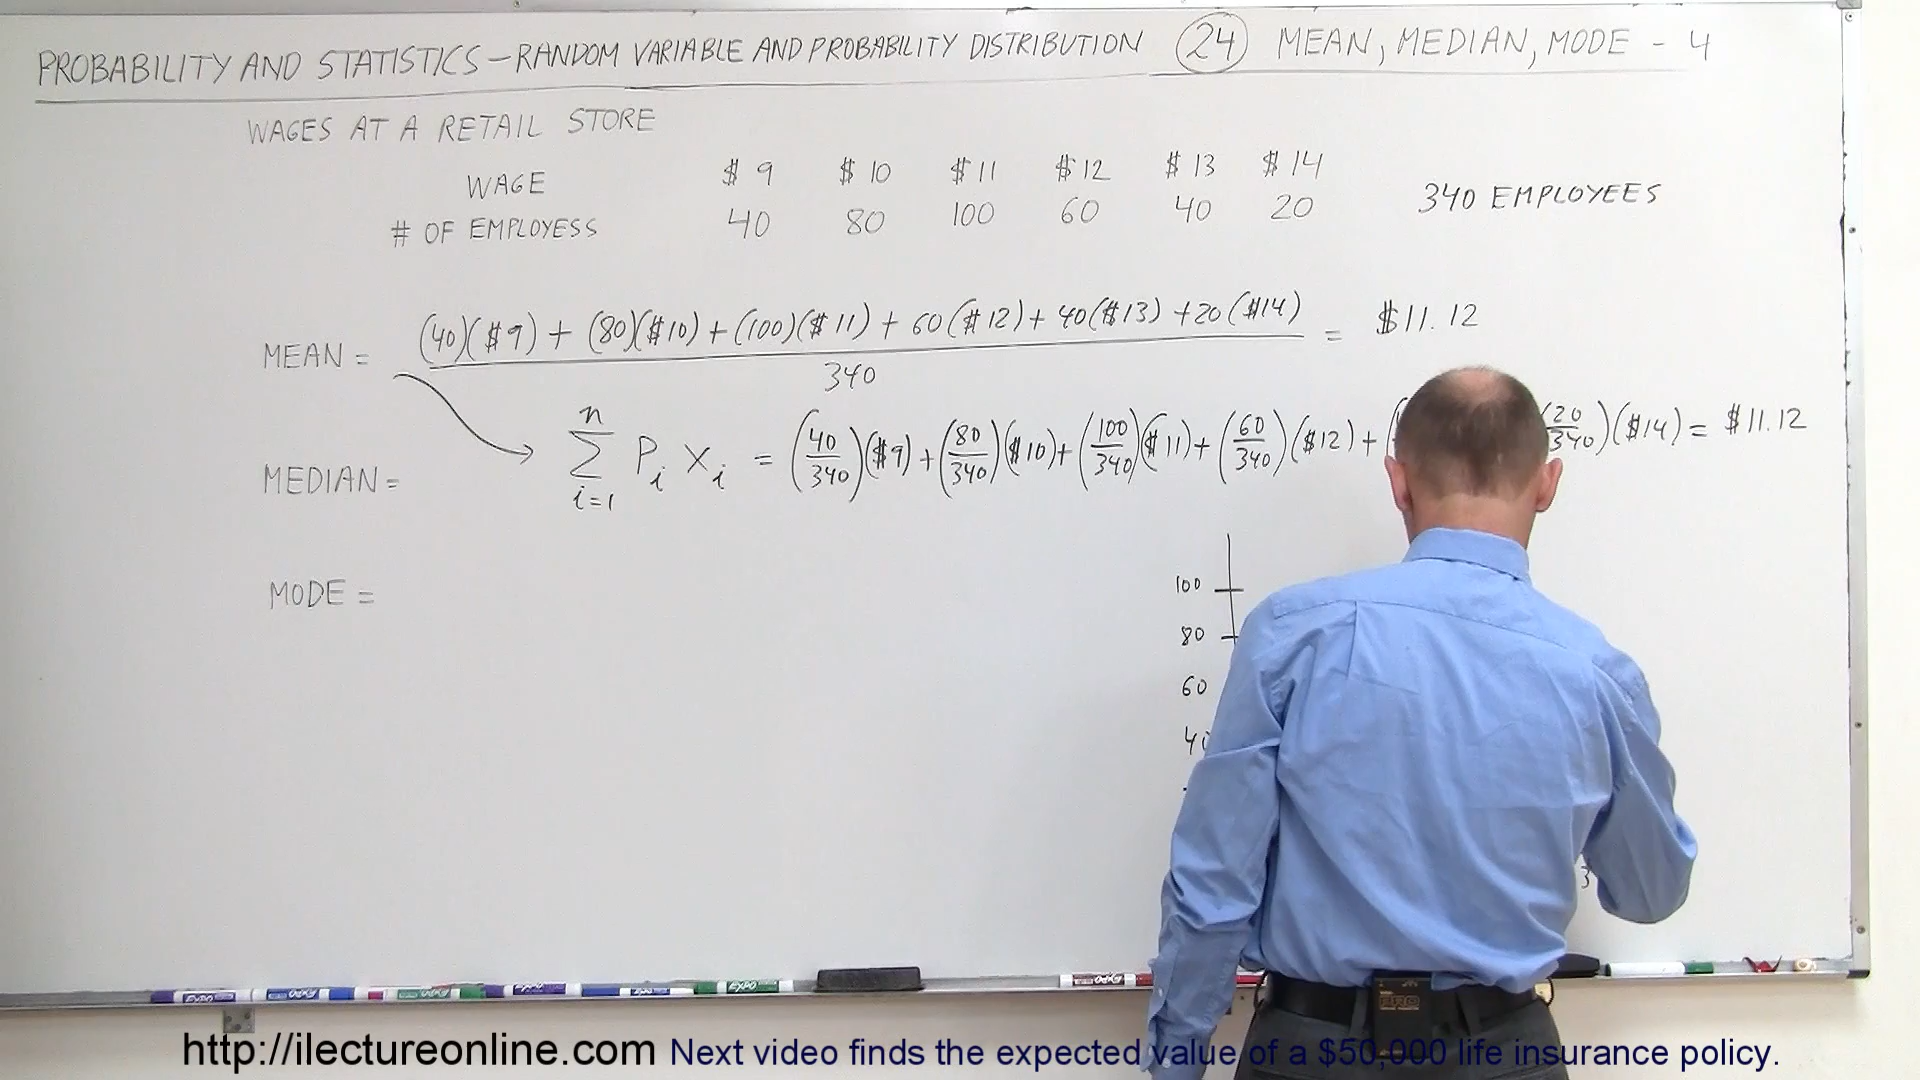 PROBABILITY AND STATISTICS – RANDOM VARIABLE AND PROBABILITY DISTRIBUTION (24) MEAN, MEDIAN, MODE - 4
WAGES AT A RETAIL STORE
WAGE $9 $10 $11 $12 $13 $14
# OF EMPLOYESS 40 80 100 60 40 20
340 EMPLOYEES
MEAN = (40)($9) + (80)($10) + (100)($11) + 60($12) + 40($13) + 20($14) / 340 = $11.12
n Σ i=1 Pi Xi = (40/340)($9) + (80/340)($10) + (100/340)($11) + (60/340)($12) + ( (20/340)($14) = $11.12
MEDIAN =
MODE =
100
80
60
40
3
EXPO
http://ilectureonline.com Next video finds the expected value of a $50,000 life insurance policy.